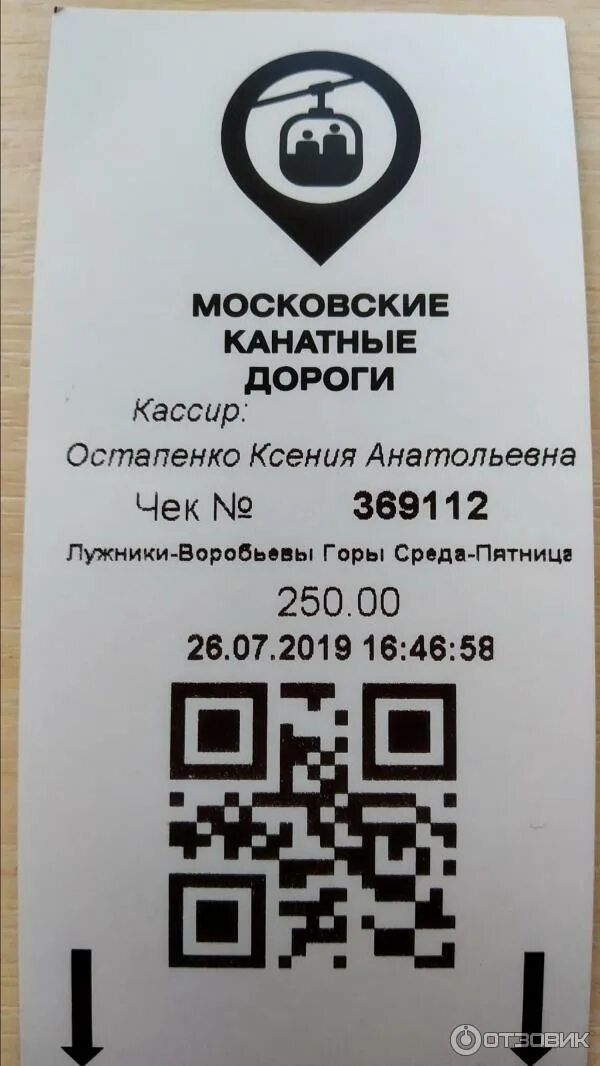 МОСКОВСКИЕ
КАНАТНЫЕ
ДОРОГИ
Кассир:
Остапенко Ксения Анатольевна
Чек № 369112
Лужники-Воробьевы Горы Среда-Пятница
250.00
26.07.2019 16:46:58
ОТЗОВИК